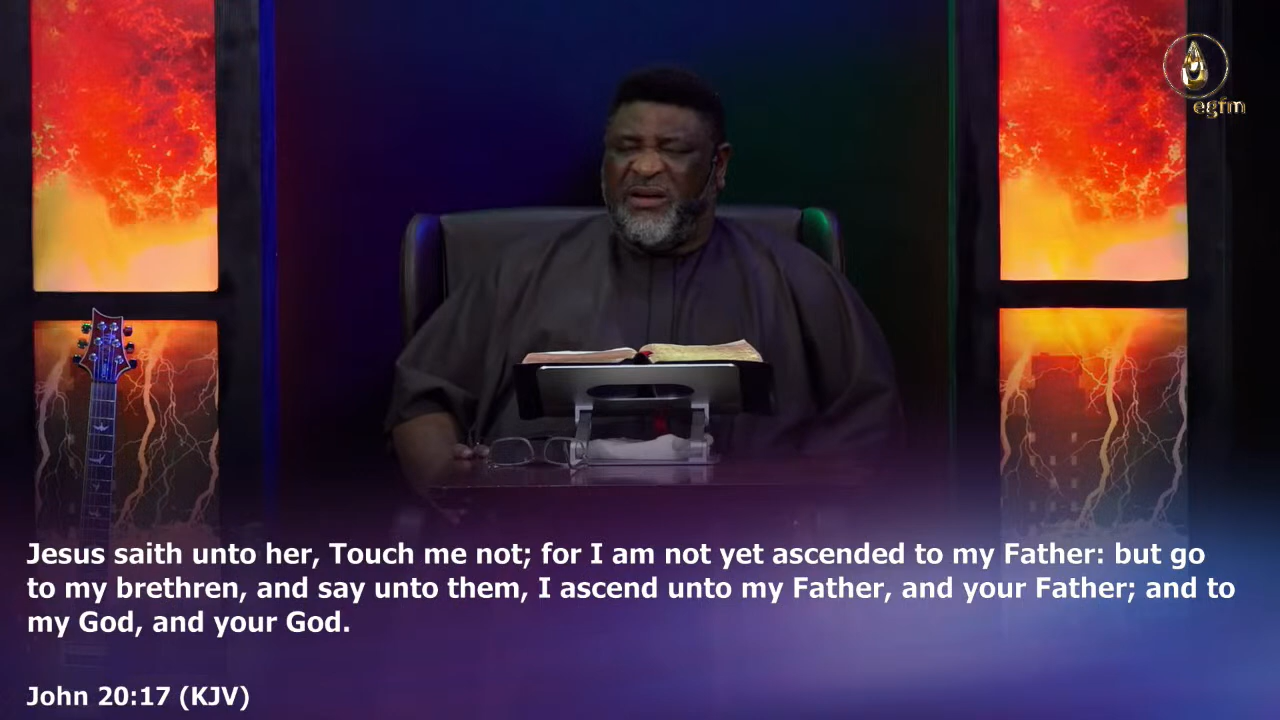 egfm
Jesus saith unto her, Touch me not; for I am not yet ascended to my Father: but go
to my brethren, and say unto them, I ascend unto my Father, and your Father; and to
my God, and your God.
John 20:17 (KJV)